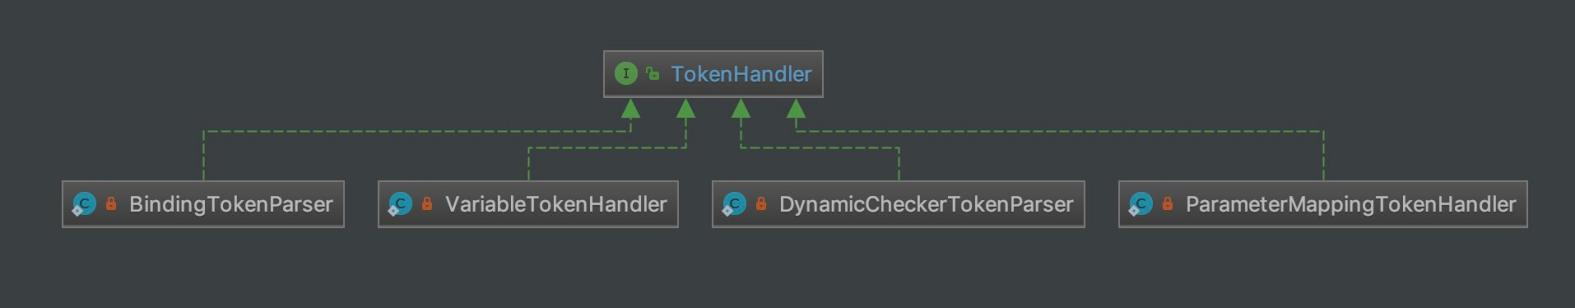 I TokenHandler
C BindingTokenParser
C VariableTokenHandler
C DynamicCheckerTokenParser
C ParameterMappingTokenHandler